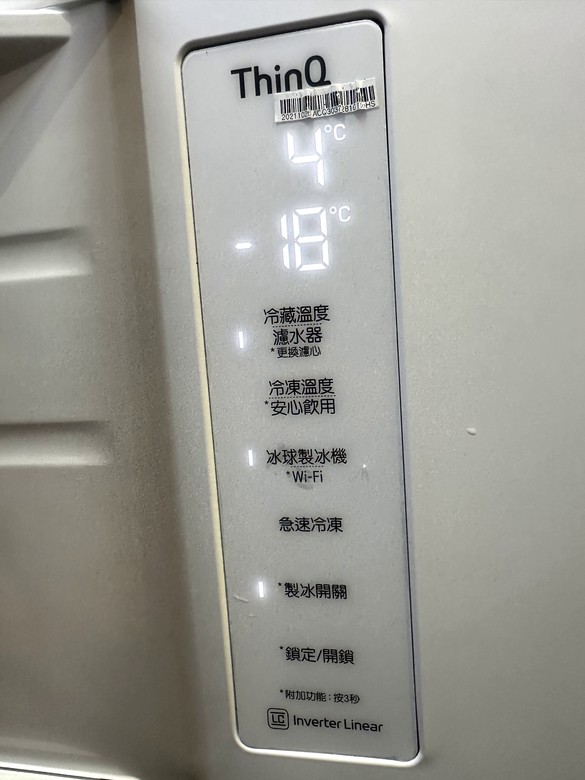 ThinQ
4°C
-18°C
冷藏溫度
濾水器
*更換濾心
冷凍溫度
*安心飲用
冰球製冰機
*Wi-Fi
急速冷凍
*製冰開關
*鎖定/開鎖
*附加功能：按3秒
LC Inverter Linear